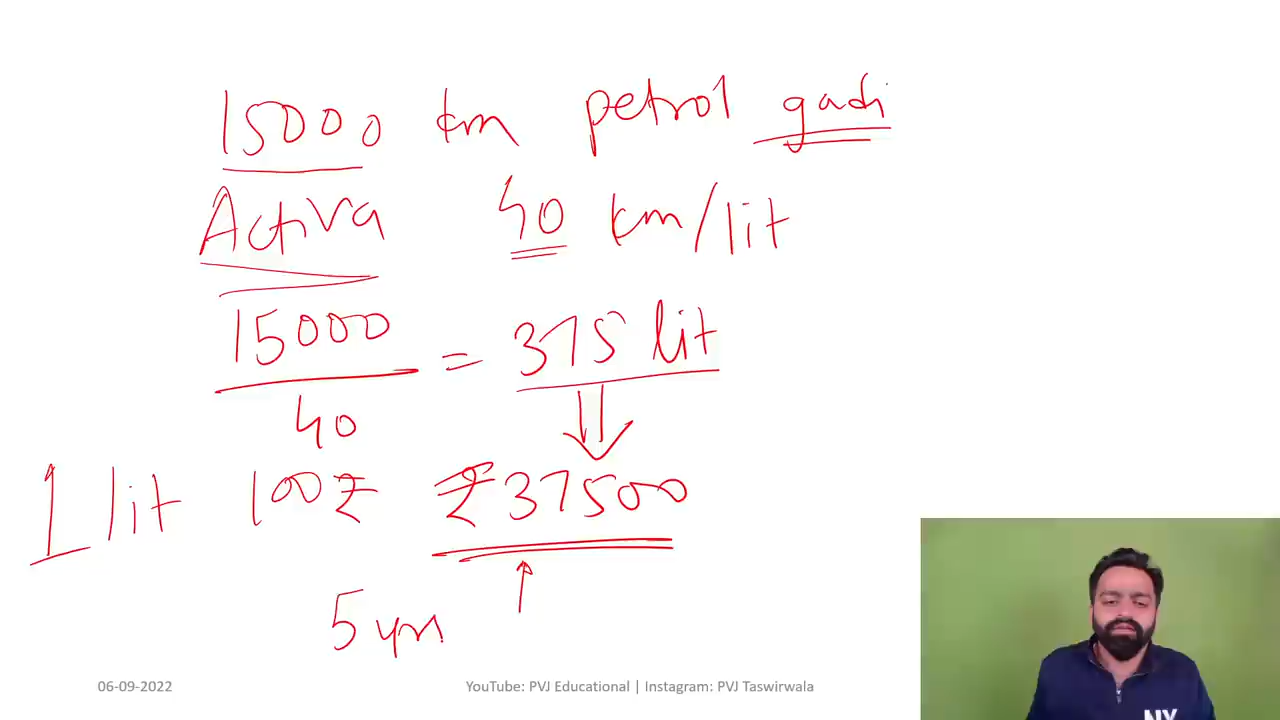 15000 km petrol gadi
Activa 40 km/lit
15000
= 375 lit
40
1 lit 100₹ ₹37500
5 yrs
06-09-2022 YouTube: PVJ Educational | Instagram: PVJ Taswirwala
NY